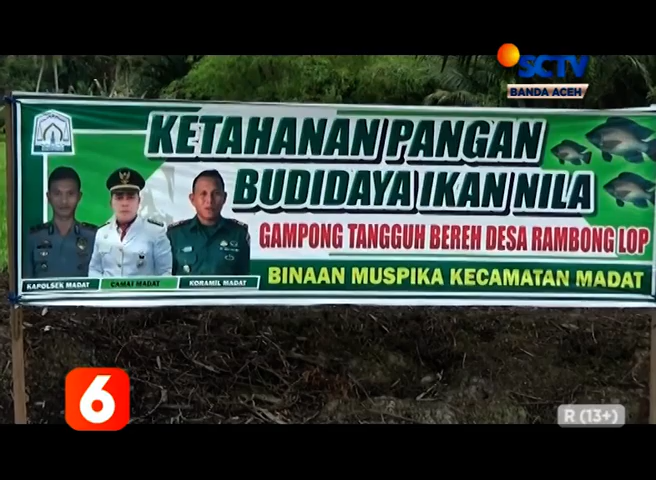 SCTV
BANDA ACEH
KETAHANAN PANGAN
BUDIDAYA IKAN NILA
GAMPONG TANGGUH BEREH DESA RAMBONG LOP
BINAAN MUSPIKA KECAMATAN MADAT
KAPOLSEK MADAT
CAMAT MADAT
KORAMIL MADAT
6
R (13+)